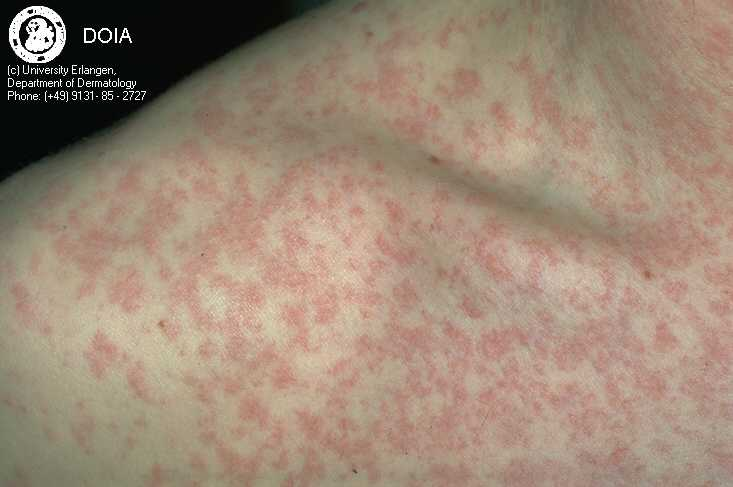 DOIA
(c) University Erlangen,
Department of Dermatology
Phone: (+49) 9131- 85 - 2727